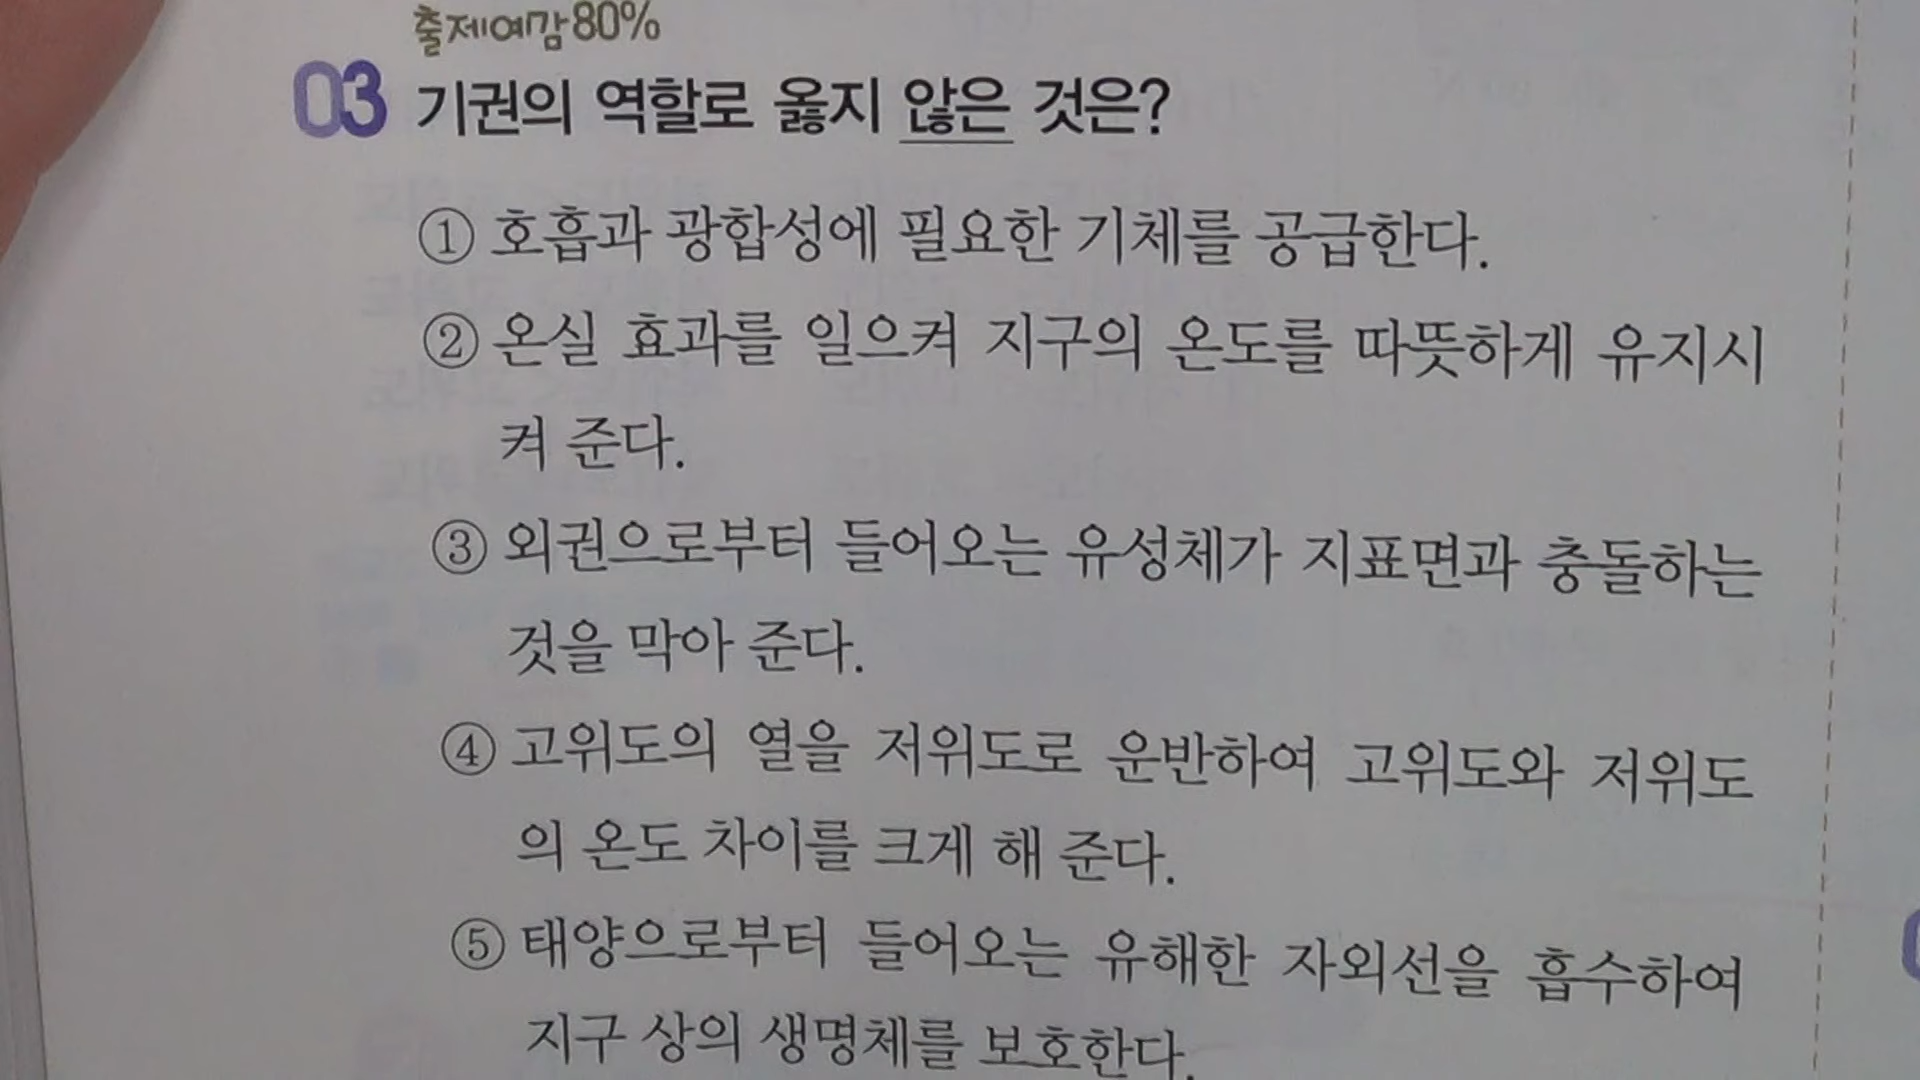 출제예감 80%
03 기권의 역할로 옳지 않은 것은?
① 호흡과 광합성에 필요한 기체를 공급한다.
② 온실 효과를 일으켜 지구의 온도를 따뜻하게 유지시
켜 준다.
③ 외권으로부터 들어오는 유성체가 지표면과 충돌하는
것을 막아 준다.
④ 고위도의 열을 저위도로 운반하여 고위도와 저위도
의 온도 차이를 크게 해 준다.
⑤ 태양으로부터 들어오는 유해한 자외선을 흡수하여
지구 상의 생명체를 보호한다.